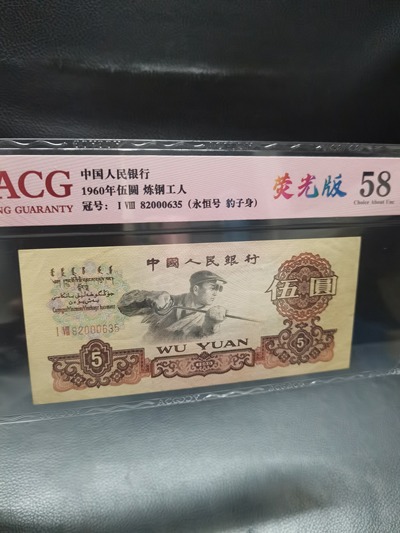 ACG
NG GUARANTY
中国人民银行
1960年伍圆 炼钢工人
冠号: I VIII 82000635 (永恒号 豹子身)
荧光版
58
Choice About Unc
中國人民銀行
伍圓
I VIII 82000635
5
WU YUAN
5